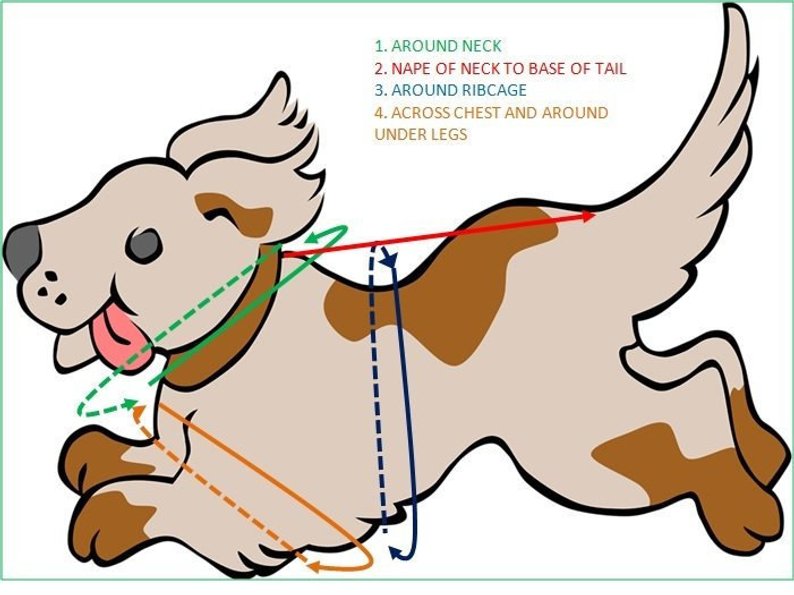 1. AROUND NECK
2. NAPE OF NECK TO BASE OF TAIL
3. AROUND RIBCAGE
4. ACROSS CHEST AND AROUND
UNDER LEGS